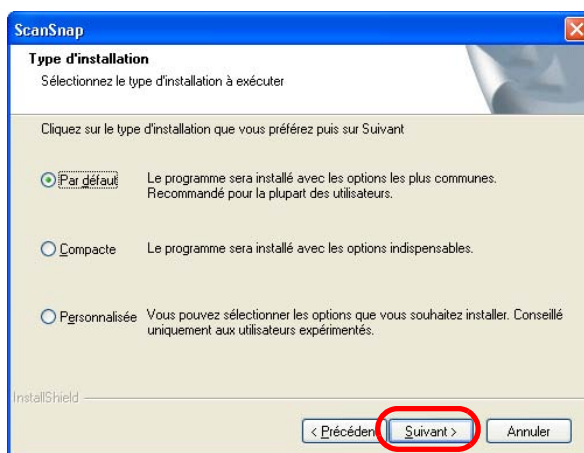 ScanSnap
Type d'installation
Sélectionnez le type d'installation à exécuter
Cliquez sur le type d'installation que vous préférez puis sur Suivant
Par défaut
Le programme sera installé avec les options les plus communes.
Recommandé pour la plupart des utilisateurs.
Compacte
Le programme sera installé avec les options indispensables.
Personnalisée
Vous pouvez sélectionner les options que vous souhaitez installer. Conseillé
uniquement aux utilisateurs expérimentés.
InstallShield
< Précéden
Suivant >
Annuler